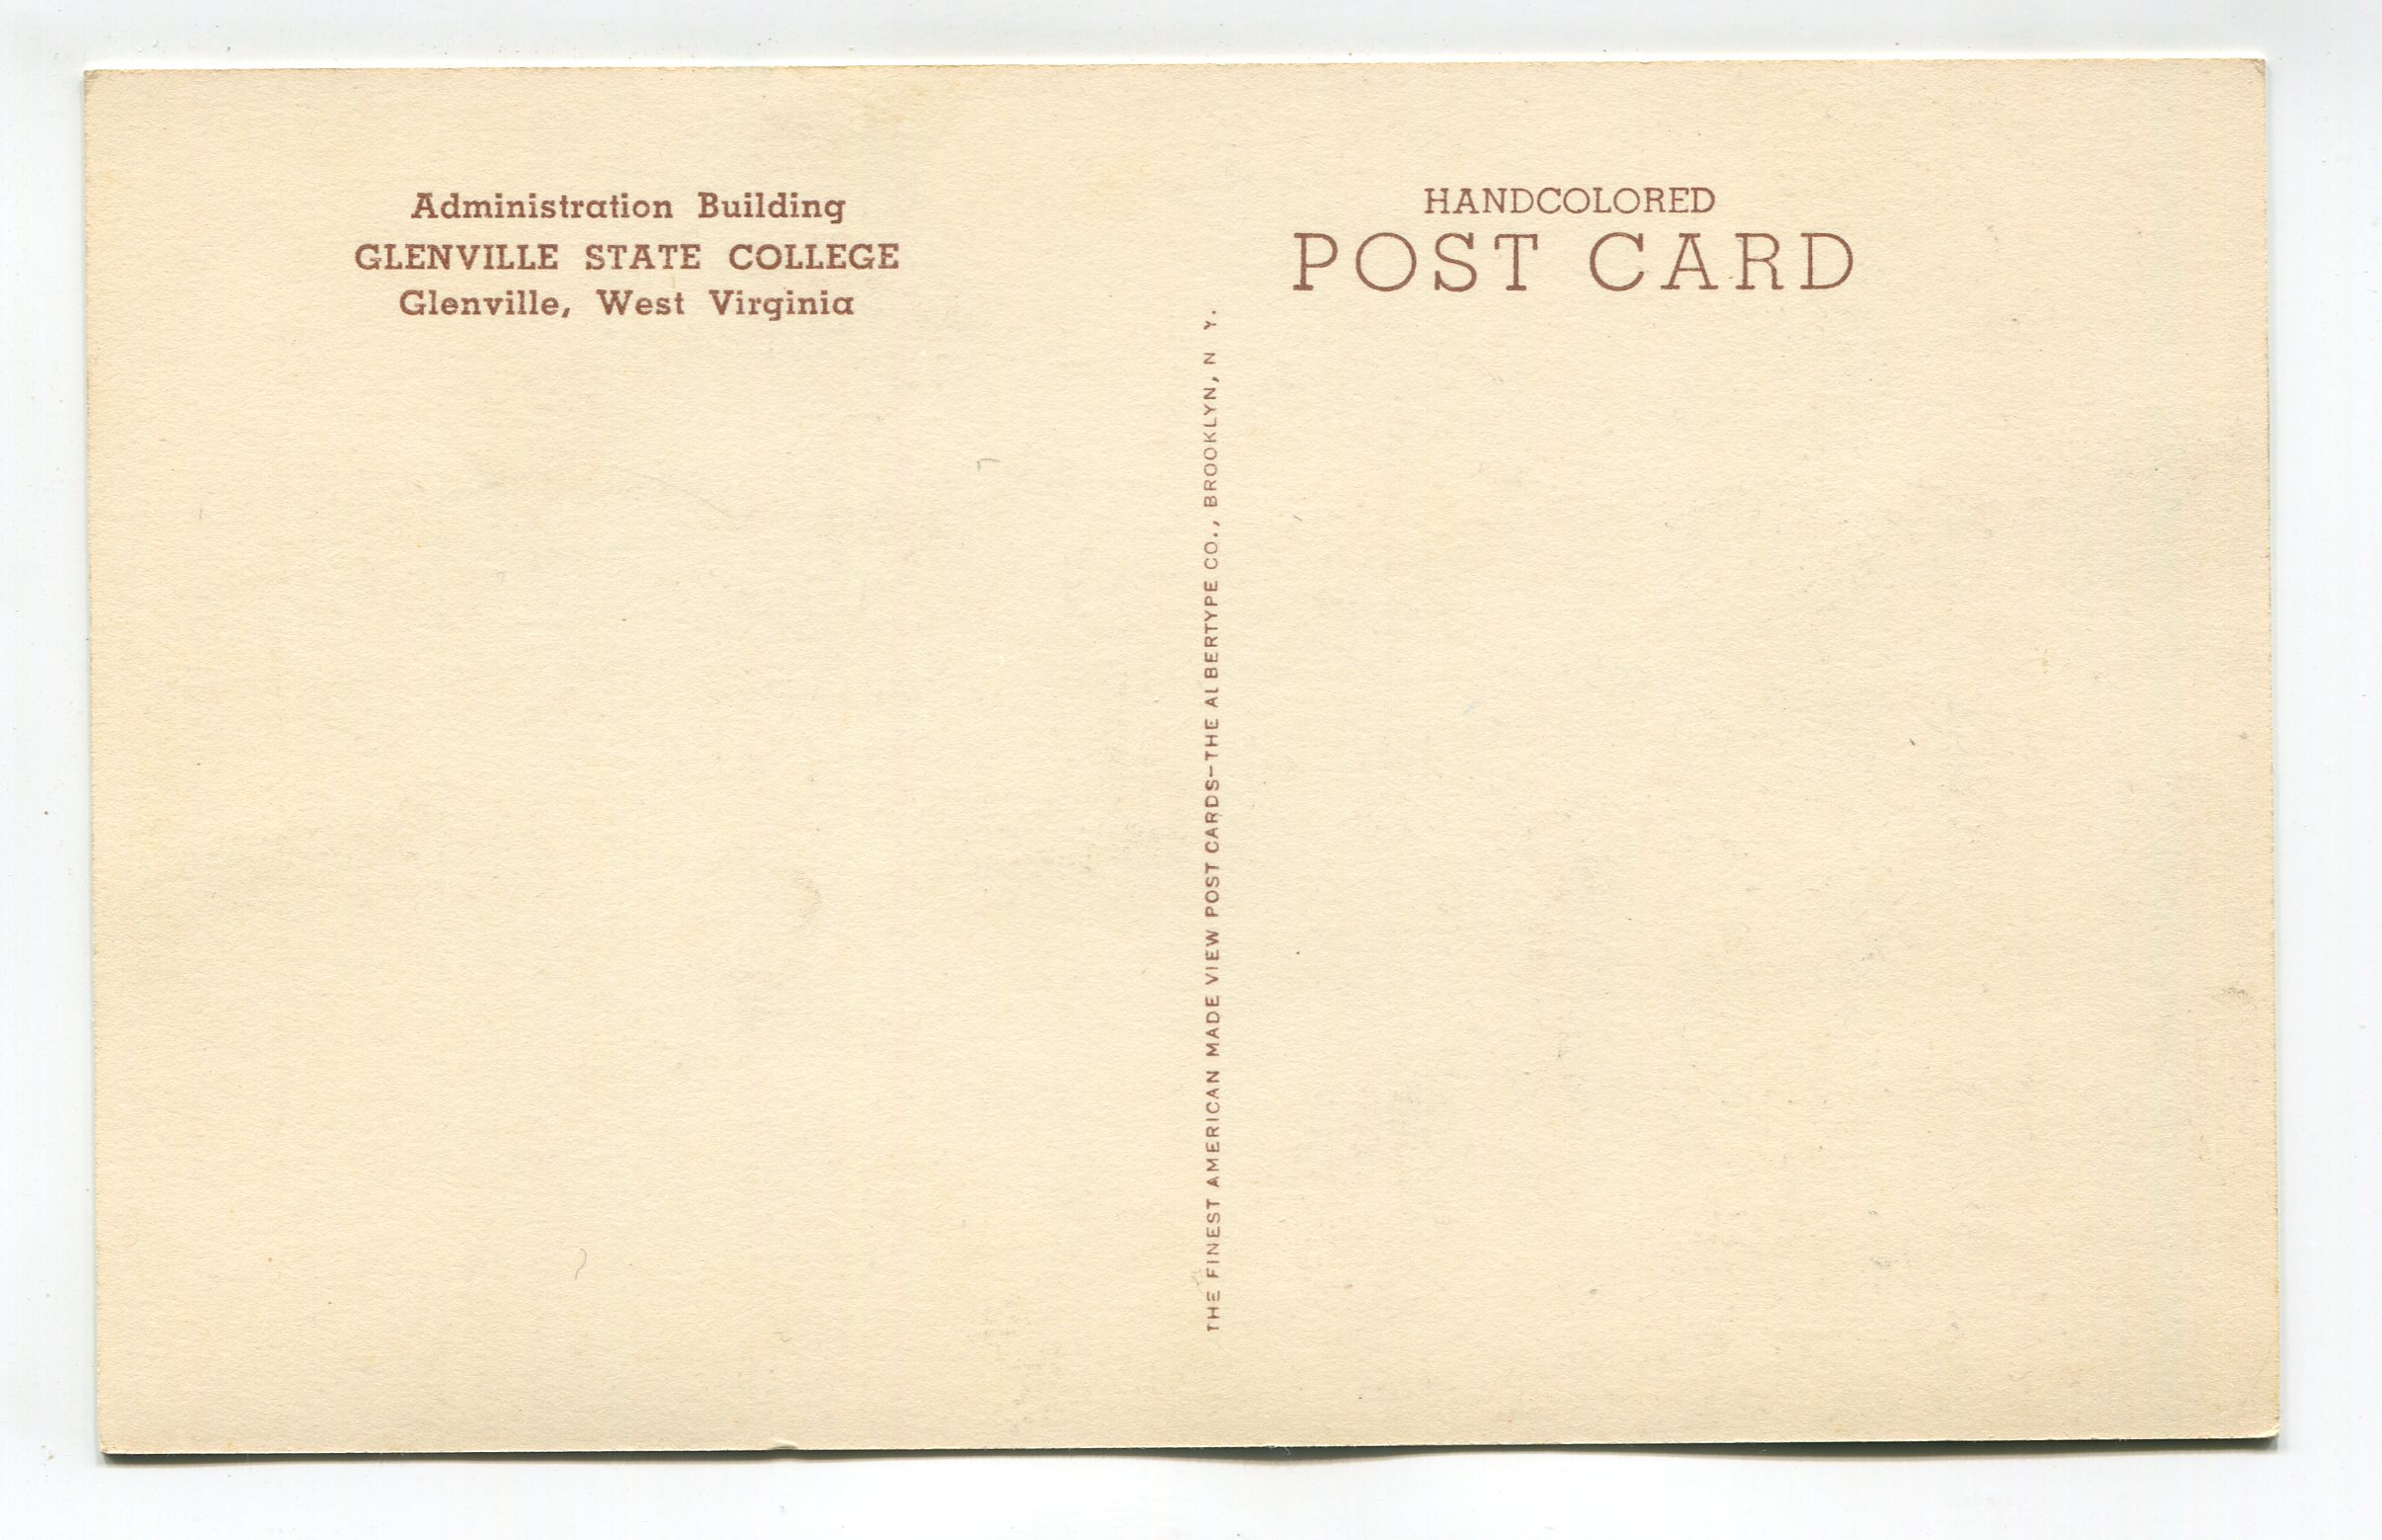 Administration Building
GLENVILLE STATE COLLEGE
Glenville, West Virginia
HANDCOLORED
POST CARD
THE FINEST AMERICAN MADE VIEW POST CARDS—THE ALBERTYPE CO., BROOKLYN, N Y.